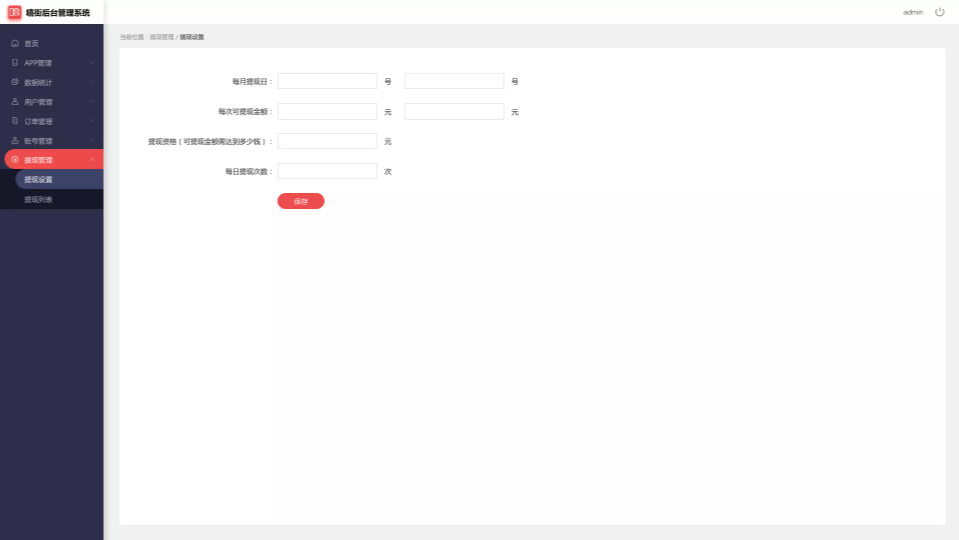 嘻街后台管理系统
admin
首页
APP管理
数据统计
用户管理
订单管理
账号管理
提现管理
提现设置
提现列表
当前位置：提现管理 / 提现设置
每月提现日： 号 号
每次可提现金额： 元 元
提现资格（可提现金额需达到多少钱）： 元
每日提现次数： 次
保存